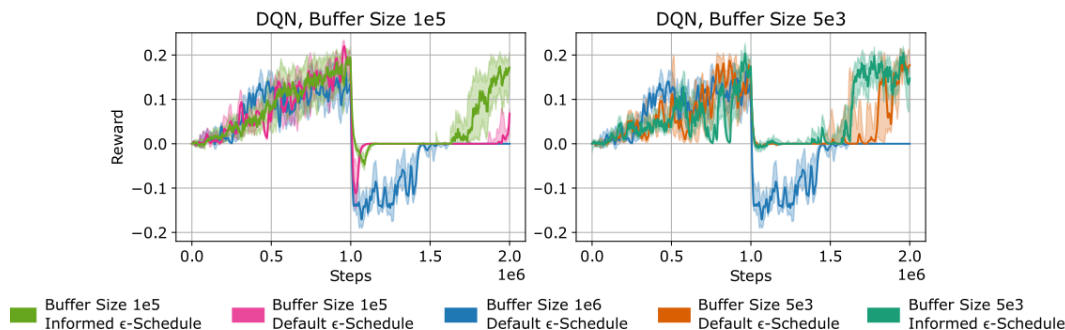 DQN, Buffer Size 1e5
0.2
0.1
0.0
−0.1
−0.2
Reward
0.0
0.5
1.0
1.5
2.0
1e6
Steps
DQN, Buffer Size 5e3
0.2
0.1
0.0
−0.1
−0.2
0.0
0.5
1.0
1.5
2.0
1e6
Steps
Buffer Size 1e5
Informed ϵ-Schedule
Buffer Size 1e5
Default ϵ-Schedule
Buffer Size 1e6
Default ϵ-Schedule
Buffer Size 5e3
Default ϵ-Schedule
Buffer Size 5e3
Informed ϵ-Schedule